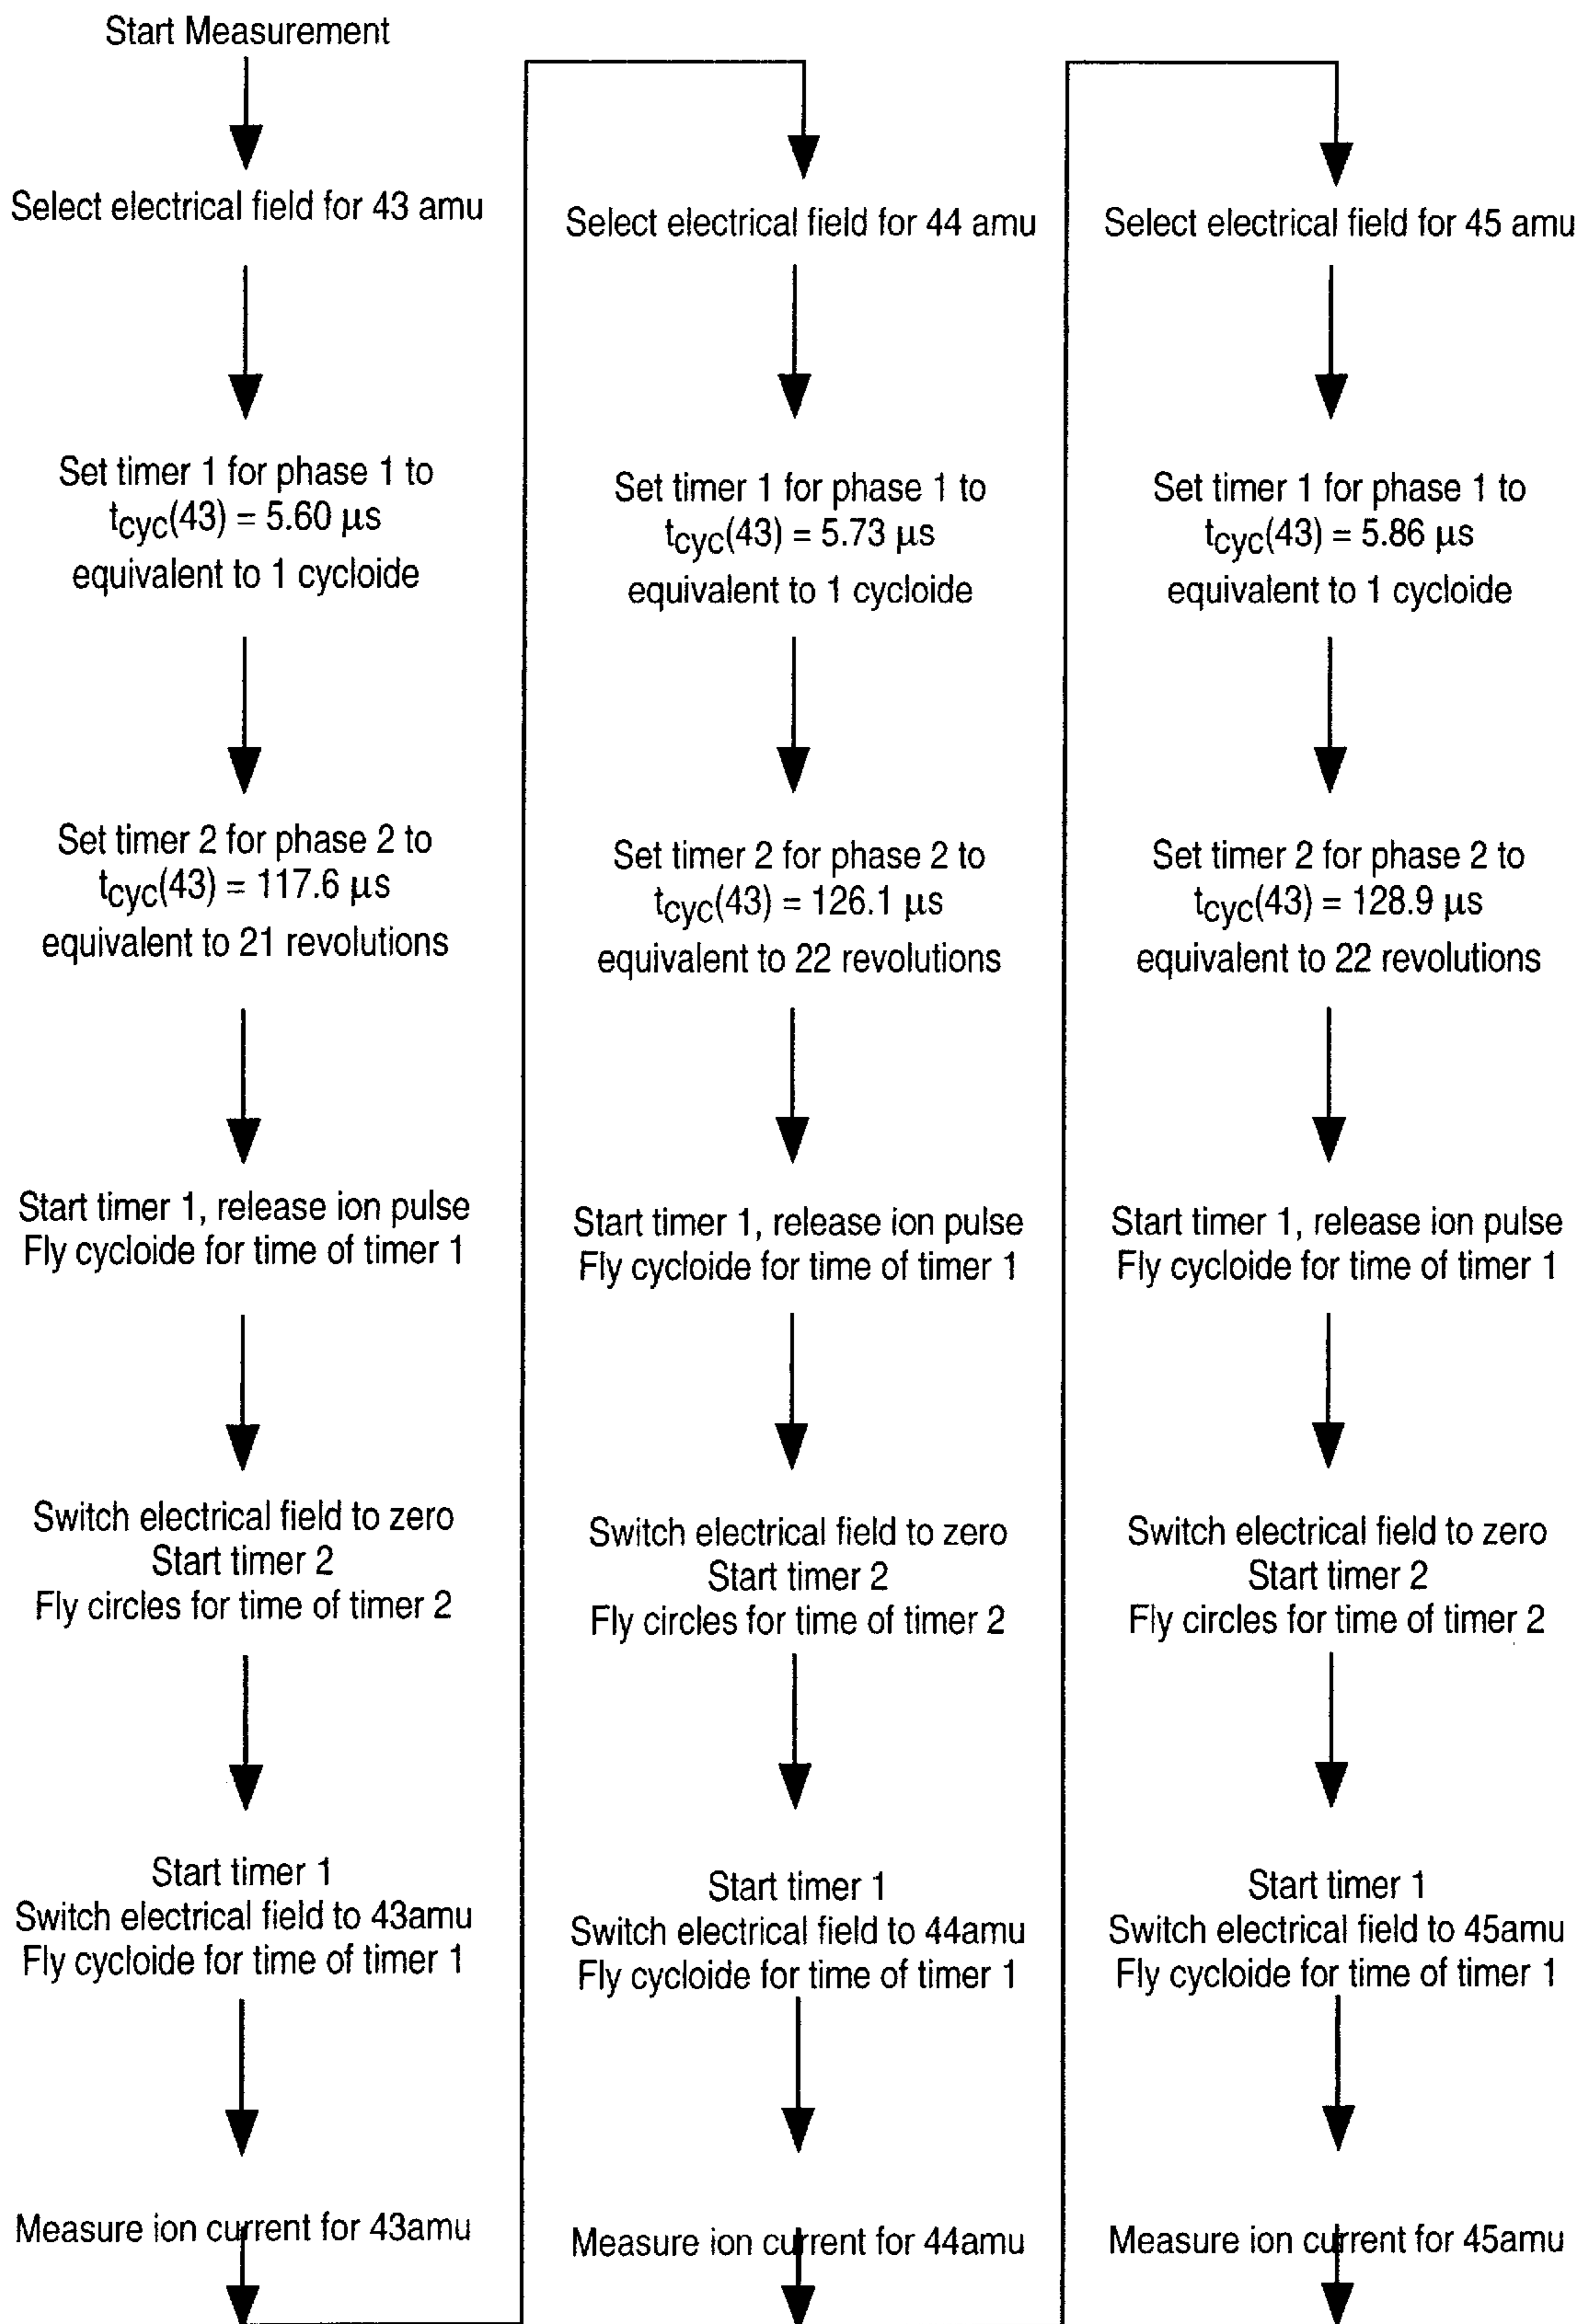 Start Measurement
Select electrical field for 43 amu
Set timer 1 for phase 1 to
tcyc(43) = 5.60 µs
equivalent to 1 cycloide
Set timer 2 for phase 2 to
tcyc(43) = 117.6 µs
equivalent to 21 revolutions
Start timer 1, release ion pulse
Fly cycloide for time of timer 1
Switch electrical field to zero
Start timer 2
Fly circles for time of timer 2
Start timer 1
Switch electrical field to 43amu
Fly cycloide for time of timer 1
Measure ion current for 43amu
Select electrical field for 44 amu
Set timer 1 for phase 1 to
tcyc(43) = 5.73 µs
equivalent to 1 cycloide
Set timer 2 for phase 2 to
tcyc(43) = 126.1 µs
equivalent to 22 revolutions
Start timer 1, release ion pulse
Fly cycloide for time of timer 1
Switch electrical field to zero
Start timer 2
Fly circles for time of timer 2
Start timer 1
Switch electrical field to 44amu
Fly cycloide for time of timer 1
Measure ion current for 44amu
Select electrical field for 45 amu
Set timer 1 for phase 1 to
tcyc(43) = 5.86 µs
equivalent to 1 cycloide
Set timer 2 for phase 2 to
tcyc(43) = 128.9 µs
equivalent to 22 revolutions
Start timer 1, release ion pulse
Fly cycloide for time of timer 1
Switch electrical field to zero
Start timer 2
Fly circles for time of timer 2
Start timer 1
Switch electrical field to 45amu
Fly cycloide for time of timer 1
Measure ion current for 45amu